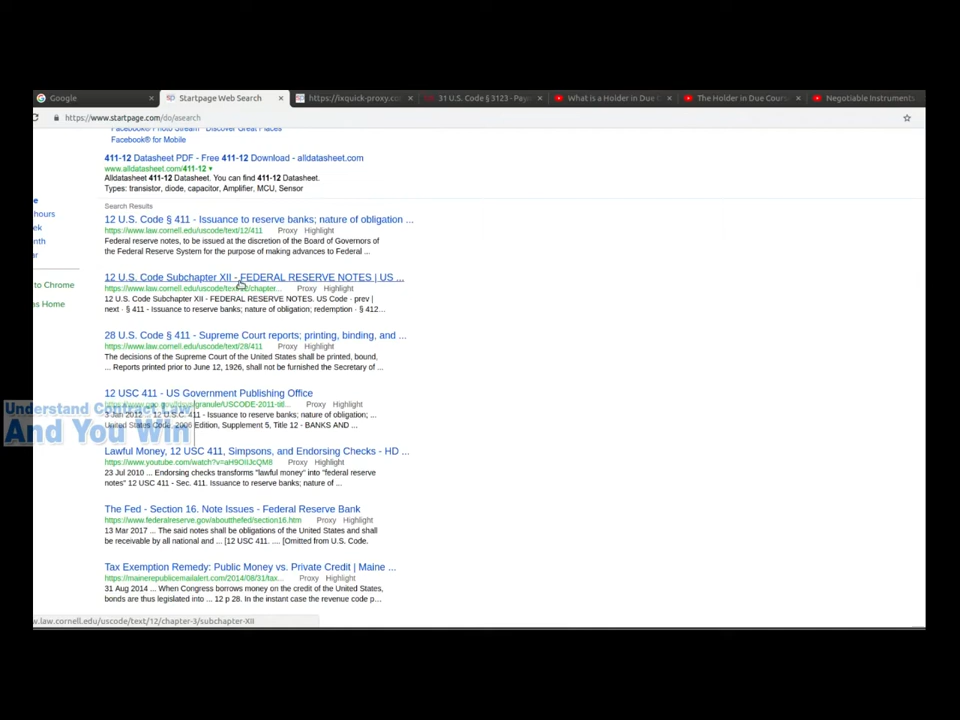 Google
Startpage Web Search
https://ixquick-proxy.co
31 U.S. Code § 3123 - Pay
What is a Holder in Due C
The Holder in Due Cours
Negotiable Instruments
https://www.startpage.com/do/asearch
Facebook® Photo Stream Discover Great Places
Facebook® for Mobile
411-12 Datasheet PDF - Free 411-12 Download - alldatasheet.com
www.alldatasheet.com/411-12
Alldatasheet 411-12 Datasheet. You can find 411-12 Datasheet.
Types: transistor, diode, capacitor, Amplifier, MCU, Sensor
Search Results
12 U.S. Code § 411 - Issuance to reserve banks; nature of obligation ...
https://www.law.cornell.edu/uscode/text/12/411 Proxy Highlight
Federal reserve notes, to be issued at the discretion of the Board of Governors of
the Federal Reserve System for the purpose of making advances to Federal ...
hours
to Chrome
as Home
12 U.S. Code Subchapter XII - FEDERAL RESERVE NOTES | US ...
https://www.law.cornell.edu/uscode/text/12/chapter... Proxy Highlight
12 U.S. Code Subchapter XII - FEDERAL RESERVE NOTES. US Code · prev |
next · § 411 - Issuance to reserve banks; nature of obligation; redemption · § 412...
28 U.S. Code § 411 - Supreme Court reports; printing, binding, and ...
https://www.law.cornell.edu/uscode/text/28/411 Proxy Highlight
The decisions of the Supreme Court of the United States shall be printed, bound,
... Reports printed prior to June 12, 1926, shall not be furnished the Secretary of ...
12 USC 411 - US Government Publishing Office
Proxy Highlight
3 Jan 2012 ... 12 U.S.C. 411 - Issuance to reserve banks; nature of obligation; ...
United States Code, 2006 Edition, Supplement 5, Title 12 - BANKS AND ...
Understand Contract Law
And You Win
Lawful Money, 12 USC 411, Simpsons, and Endorsing Checks - HD ...
https://www.youtube.com/watch?v=aH9OIIJcQM8 Proxy Highlight
23 Jul 2010 ... Endorsing checks transforms "lawful money" into "federal reserve
notes" 12 USC 411 - Sec. 411. Issuance to reserve banks; nature of ...
The Fed - Section 16. Note Issues - Federal Reserve Bank
https://www.federalreserve.gov/aboutthefed/section16.htm Proxy Highlight
13 Mar 2017 ... The said notes shall be obligations of the United States and shall
be receivable by all national and ... [12 USC 411. .... [Omitted from U.S. Code.
Tax Exemption Remedy: Public Money vs. Private Credit | Maine ...
https://mainerepublicemailalert.com/2014/08/31/tax... Proxy Highlight
31 Aug 2014 ... When Congress borrows money on the credit of the United States,
bonds are thus legislated into ... 12 p 28. In the instant case the revenue code p...
w.law.cornell.edu/uscode/text/12/chapter-3/subchapter-XII